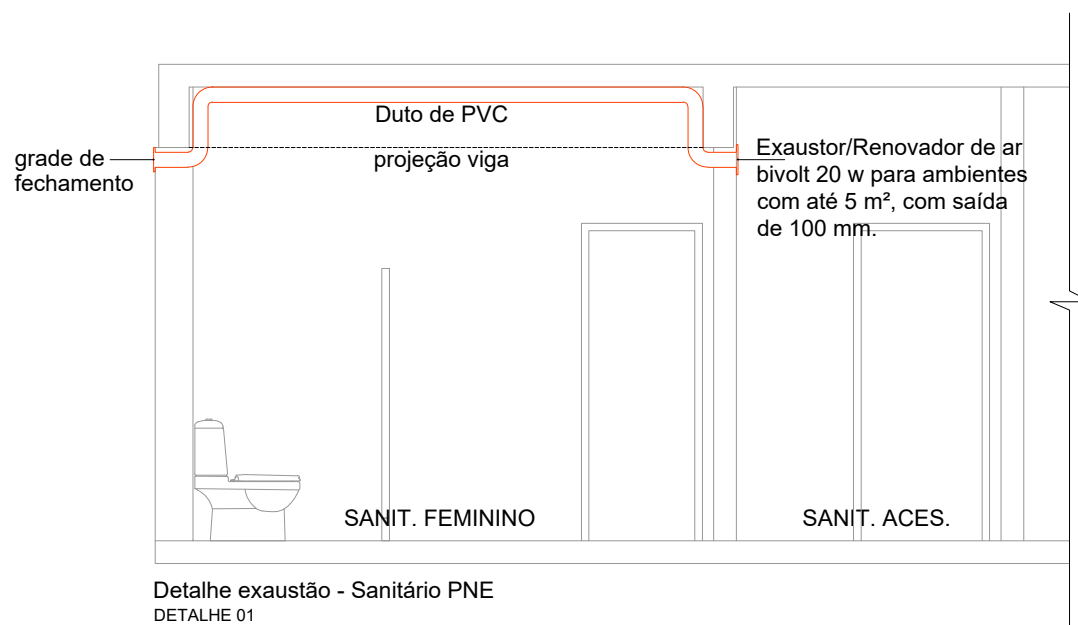 Duto de PVC
grade de
fechamento
projeção viga
Exaustor/Renovador de ar
bivolt 20 w para ambientes
com até 5 m², com saída
de 100 mm.
SANIT. FEMININO
SANIT. ACES.
Detalhe exaustão - Sanitário PNE
DETALHE 01